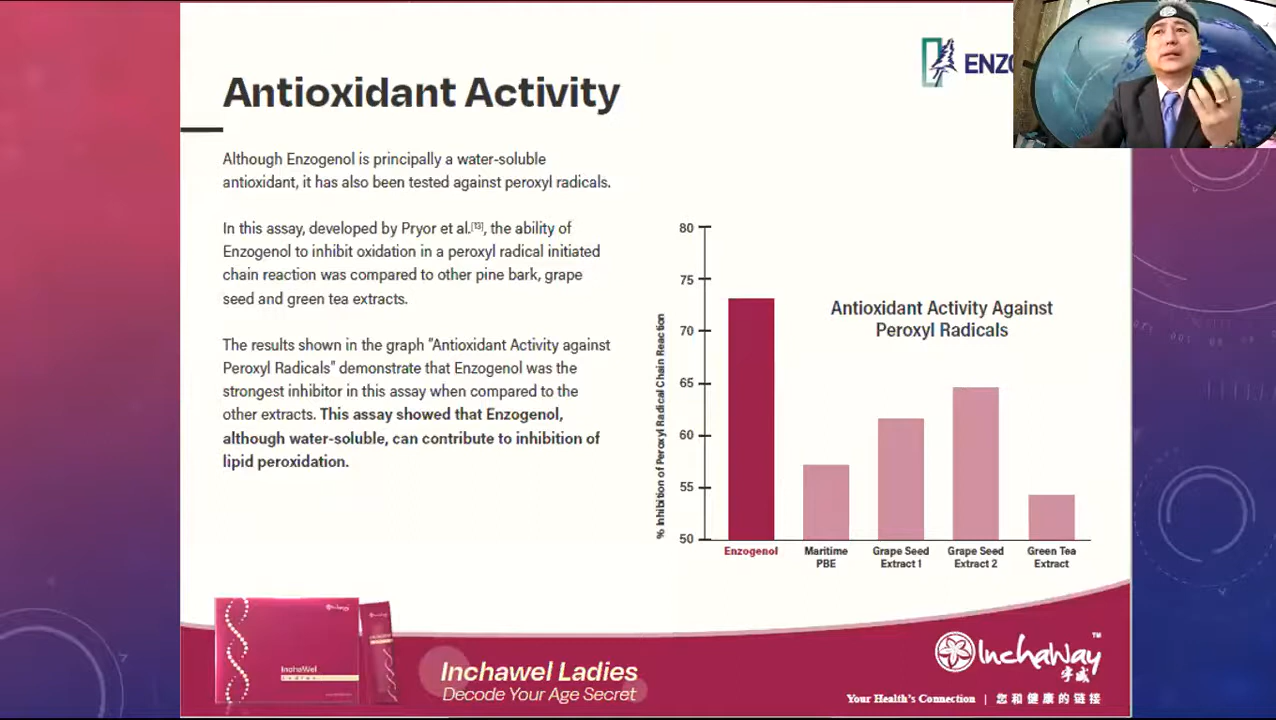 Antioxidant Activity
Although Enzogenol is principally a water-soluble
antioxidant, it has also been tested against peroxyl radicals.
In this assay, developed by Pryor et al.[13], the ability of
Enzogenol to inhibit oxidation in a peroxyl radical initiated
chain reaction was compared to other pine bark, grape
seed and green tea extracts.
The results shown in the graph "Antioxidant Activity against
Peroxyl Radicals" demonstrate that Enzogenol was the
strongest inhibitor in this assay when compared to the
other extracts. This assay showed that Enzogenol,
although water-soluble, can contribute to inhibition of
lipid peroxidation.
ENZO
Antioxidant Activity Against
Peroxyl Radicals
% Inhibition of Peroxyl Radical Chain Reaction
80
75
70
65
60
55
50
Enzogenol
Maritime
PBE
Grape Seed
Extract 1
Grape Seed
Extract 2
Green Tea
Extract
InchaWel
Ladies
Inchawel Ladies
Decode Your Age Secret
InchaWay™
宇威
Your Health's Connection | 您和健康的链接